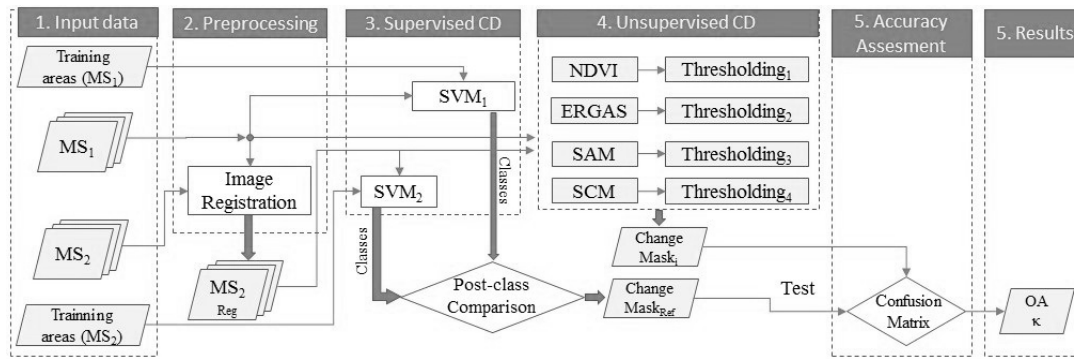 1. Input data
2. Preprocessing
3. Supervised CD
4. Unsupervised CD
5. Accuracy
Assesment
5. Results
Training
areas (MS1)
MS1
MS2
Trainning
areas (MS2)
Image
Registration
MS2
Reg
SVM1
SVM2
Classes
Classes
Post-class
Comparison
NDVI
Thresholding1
ERGAS
Thresholding2
SAM
Thresholding3
SCM
Thresholding4
Change
Maski
Change
MaskRef
Test
Confusion
Matrix
OA
κ